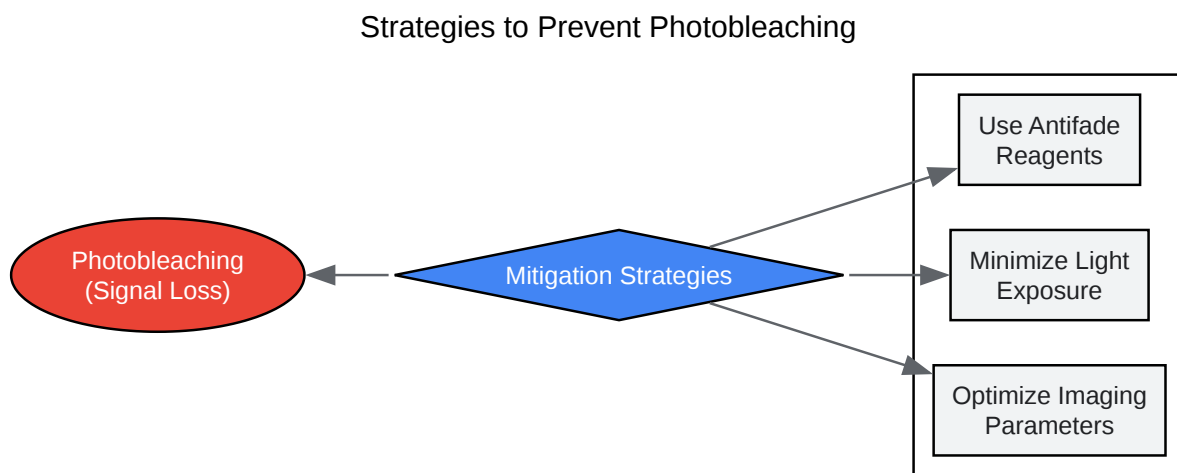 Strategies to Prevent Photobleaching
Photobleaching
(Signal Loss)
Mitigation Strategies
Use Antifade
Reagents
Minimize Light
Exposure
Optimize Imaging
Parameters